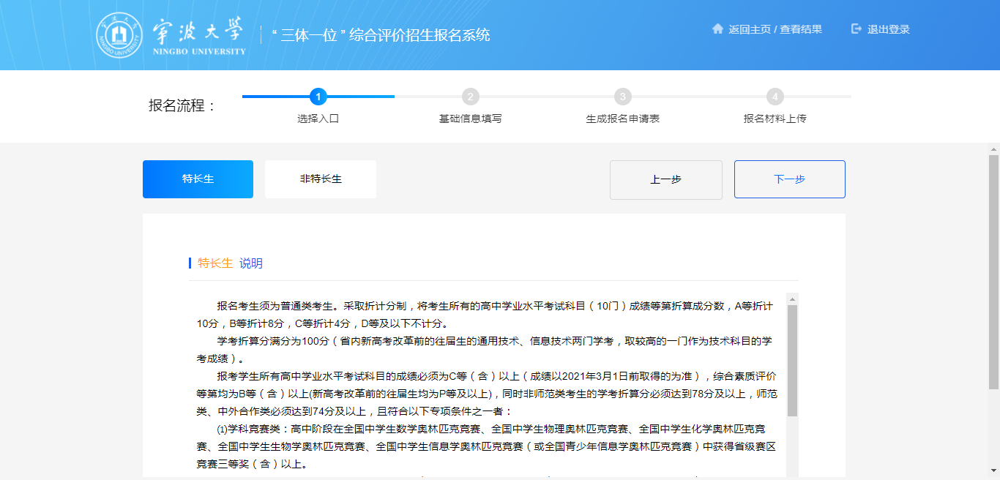 宁波大学
NINGBO UNIVERSITY
“三位一体”综合评价招生报名系统
返回主页 / 查看结果
退出登录
报名流程：
1
2
3
4
选择入口
基础信息填写
生成报名申请表
报名材料上传
特长生
非特长生
上一步
下一步
特长生 说明
报名考生须为普通类考生。采取折计分制，将考生所有的高中学业水平考试科目（10门）成绩等第折算成分数，A等折计
10分，B等折计8分，C等折计4分，D等及以下不计分。
学考折算分满分为100分（省内新高考改革前的往届生的通用技术、信息技术两门学考，取较高的一门作为技术科目的学
考成绩）。
报考学生所有高中学业水平考试科目的成绩必须为C等（含）以上（成绩以2021年3月1日前取得的为准），综合素质评价
等第均为B等（含）以上(新高考改革前的往届生均为P等及以上)，同时非师范类考生的学考折算分必须达到78分及以上，师范
类、中外合作类必须达到74分及以上，且符合以下专项条件之一者：
⑴学科竞赛类：高中阶段在全国中学生数学奥林匹克竞赛、全国中学生物理奥林匹克竞赛、全国中学生化学奥林匹克竞
赛、全国中学生生物学奥林匹克竞赛、全国中学生信息学奥林匹克竞赛（或全国青少年信息学奥林匹克竞赛）中获得省级赛区
竞赛三等奖（含）以上。